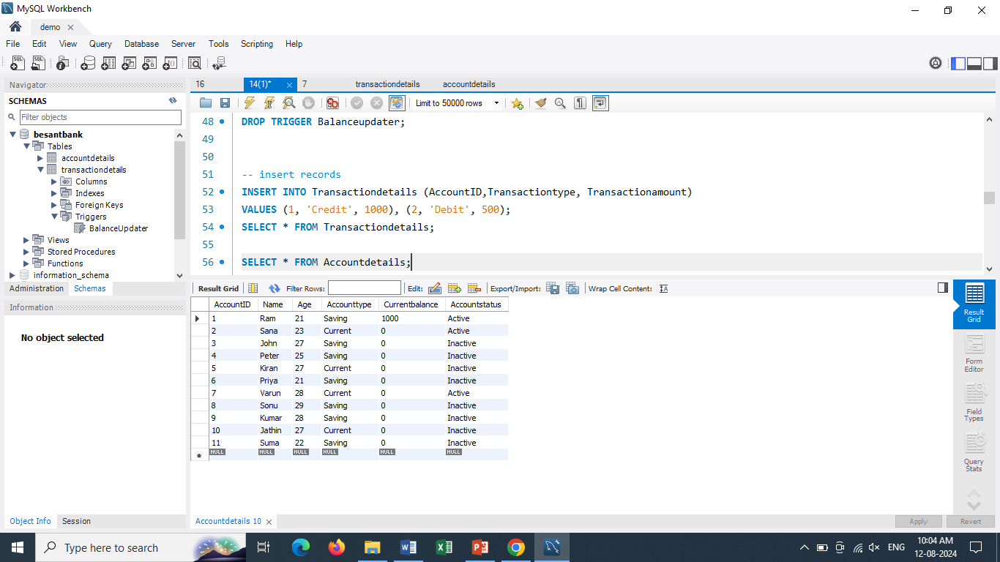 MySQL Workbench
demo
File Edit View Query Database Server Tools Scripting Help
Navigator
SCHEMAS
Filter objects
besantbank
Tables
accountdetails
transactiondetails
Columns
Indexes
Foreign Keys
Triggers
BalanceUpdater
Views
Stored Procedures
Functions
information_schema
Administration Schemas
Information
No object selected
Object Info Session
16 14(1)* 7 transactiondetails accountdetails
Limit to 50000 rows
48 DROP TRIGGER Balanceupdater;
49
50
51 -- insert records
52 INSERT INTO Transactiondetails (AccountID,Transactiontype, Transactionamount)
53 VALUES (1, 'Credit', 1000), (2, 'Debit', 500);
54 SELECT * FROM Transactiondetails;
55
56 SELECT * FROM Accountdetails;
Result Grid Filter Rows: Edit: Export/Import: Wrap Cell Content:
AccountID Name Age Accounttype Currentbalance Accountstatus
1 Ram 21 Saving 1000 Active
2 Sana 23 Current 0 Active
3 John 27 Saving 0 Inactive
4 Peter 25 Saving 0 Inactive
5 Kiran 27 Current 0 Inactive
6 Priya 21 Saving 0 Inactive
7 Varun 28 Current 0 Active
8 Sonu 29 Saving 0 Inactive
9 Kumar 28 Saving 0 Inactive
10 Jathin 27 Current 0 Inactive
11 Suma 22 Saving 0 Inactive
NULL NULL NULL NULL NULL NULL
Result
Grid
Form
Editor
Field
Types
Query
Stats
Accountdetails 10
Apply Revert
Type here to search
ENG
10:04 AM
12-08-2024